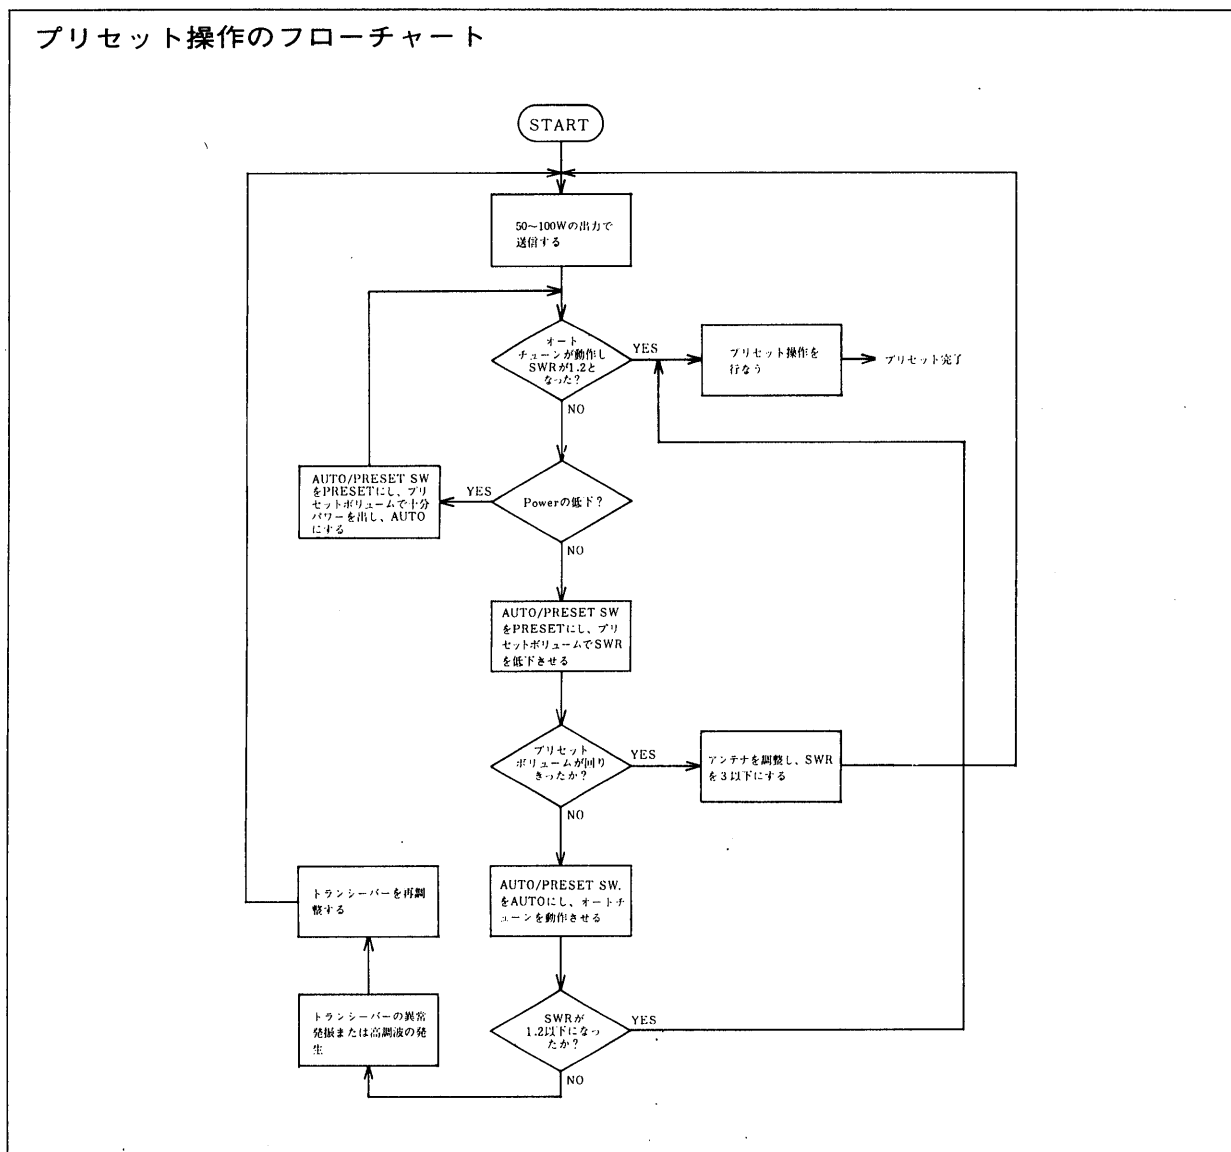 プリセット操作のフローチャート
START
50～100Wの出力で
送信する
オート
チューンが動作し
SWRが1.2と
なった?
YES
プリセット操作を
行なう
プリセット完了
NO
AUTO/PRESET SW
をPRESETにし、プリ
セットボリュームで十分
パワーを出し、AUTO
にする
YES
Powerの低下?
NO
AUTO/PRESET SW
をPRESETにし、プリ
セットボリュームでSWR
を低下させる
プリセット
ボリュームが回り
きったか?
YES
アンテナを調整し、SWR
を3以下にする
NO
AUTO/PRESET SW.
をAUTOにし、オートチ
ューンを動作させる
トランシーバーを再調
整する
トランシーバーの異常
発振または高調波の発
生
SWRが
1.2以下になっ
たか?
YES
NO